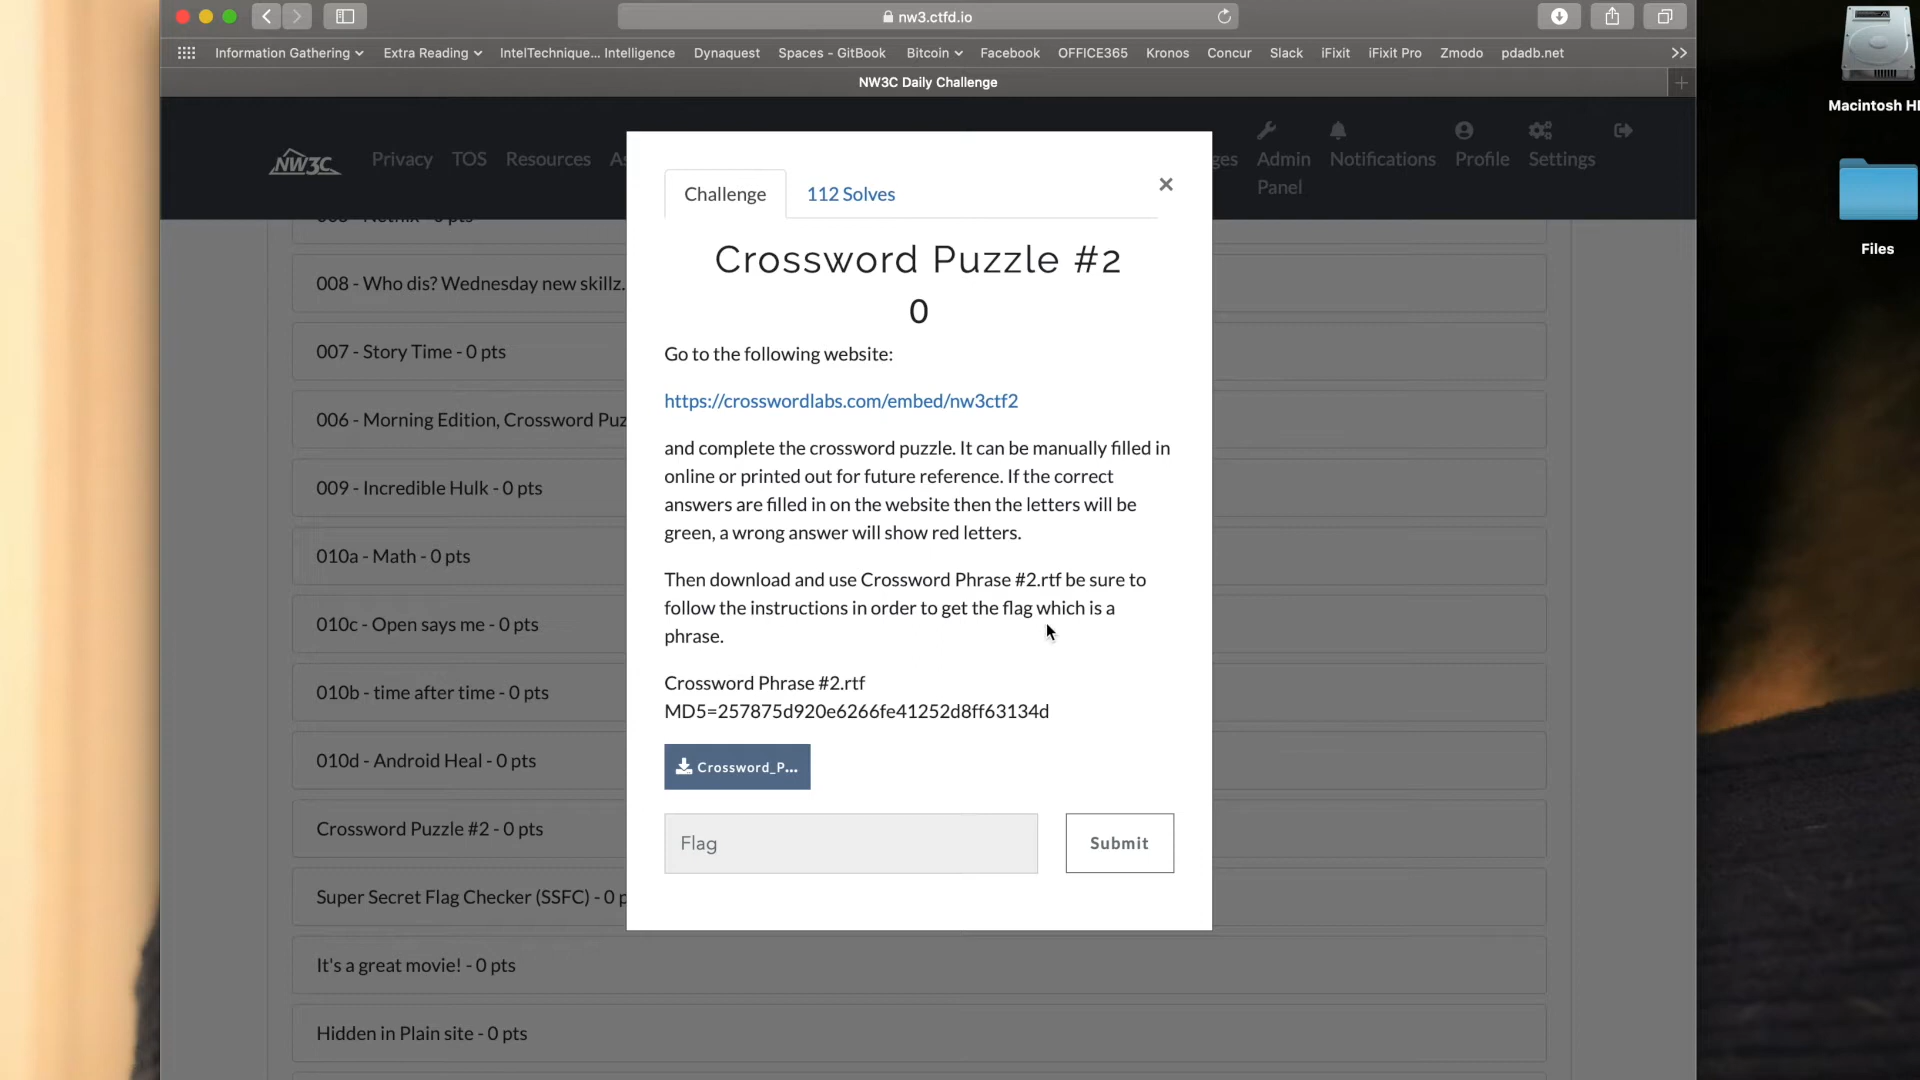 nw3.ctfd.io
Information Gathering Extra Reading IntelTechnique... Intelligence Dynaquest Spaces - GitBook Bitcoin Facebook OFFICE365 Kronos Concur Slack iFixit iFixit Pro Zmodo pdadb.net
NW3C Daily Challenge
Macintosh H
Files
NW3C Privacy TOS Resources As
ges Admin Panel Notifications Profile Settings
Challenge 112 Solves ×
Crossword Puzzle #2
0
Go to the following website:
https://crosswordlabs.com/embed/nw3ctf2
and complete the crossword puzzle. It can be manually filled in
online or printed out for future reference. If the correct
answers are filled in on the website then the letters will be
green, a wrong answer will show red letters.
Then download and use Crossword Phrase #2.rtf be sure to
follow the instructions in order to get the flag which is a
phrase.
Crossword Phrase #2.rtf
MD5=257875d920e6266fe41252d8ff63134d
Crossword_P...
Flag
Submit
008 - Who dis? Wednesday new skillz.
007 - Story Time - 0 pts
006 - Morning Edition, Crossword Puz
009 - Incredible Hulk - 0 pts
010a - Math - 0 pts
010c - Open says me - 0 pts
010b - time after time - 0 pts
010d - Android Heal - 0 pts
Crossword Puzzle #2 - 0 pts
Super Secret Flag Checker (SSFC) - 0 p
It's a great movie! - 0 pts
Hidden in Plain site - 0 pts